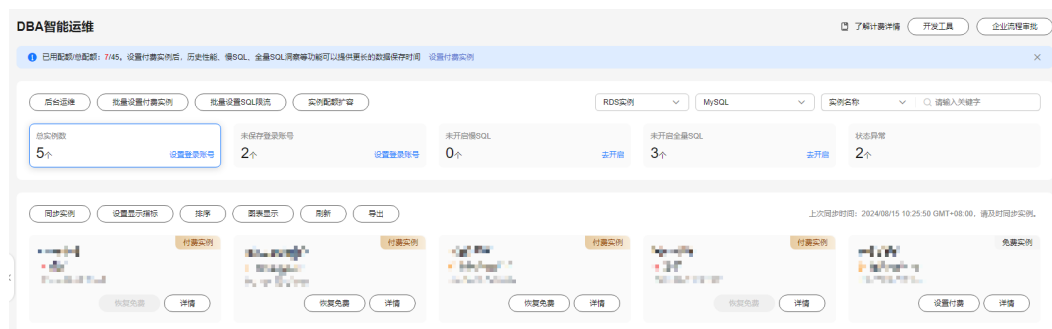 DBA智能运维 了解计费详情 开发工具 企业流程审批
已用配额/总配额：7/45。设置付费实例后，历史性能、慢SQL、全量SQL洞察等功能可以提供更长的数据保存时间 设置付费实例
后台运维 批量设置付费实例 批量设置SQL限流 实例配额扩容 RDS实例 MySQL 实例名称 请输入关键字
总实例数 未保存登录账号 未开启慢SQL 未开启全量SQL 状态异常
5个 设置登录账号 2个 设置登录账号 0个 去开启 3个 去开启 2个
同步实例 设置显示指标 排序 图表显示 刷新 导出 上次同步时间：2024/08/15 10:25:50 GMT+08:00，请及时同步实例。
付费实例 付费实例 付费实例 付费实例 免费实例
恢复免费 详情 恢复免费 详情 恢复免费 详情 恢复免费 详情 设置付费 详情